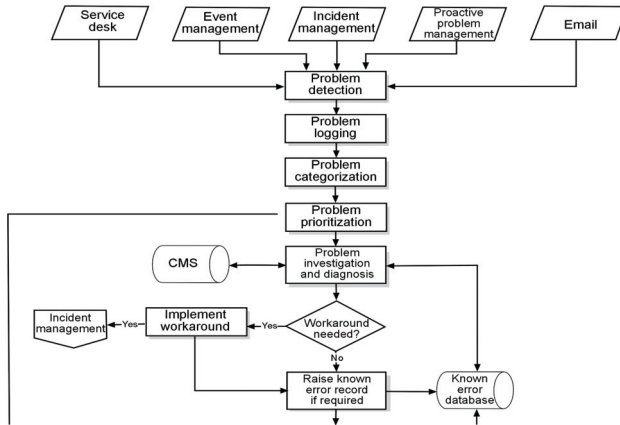 Service
desk
Event
management
Incident
management
Proactive
problem
management
Email
Problem
detection
Problem
logging
Problem
categorization
Problem
prioritization
CMS
Problem
investigation
and diagnosis
Incident
management
Yes
Implement
workaround
Yes
Workaround
needed?
No
Raise known
error record
if required
Known
error
database